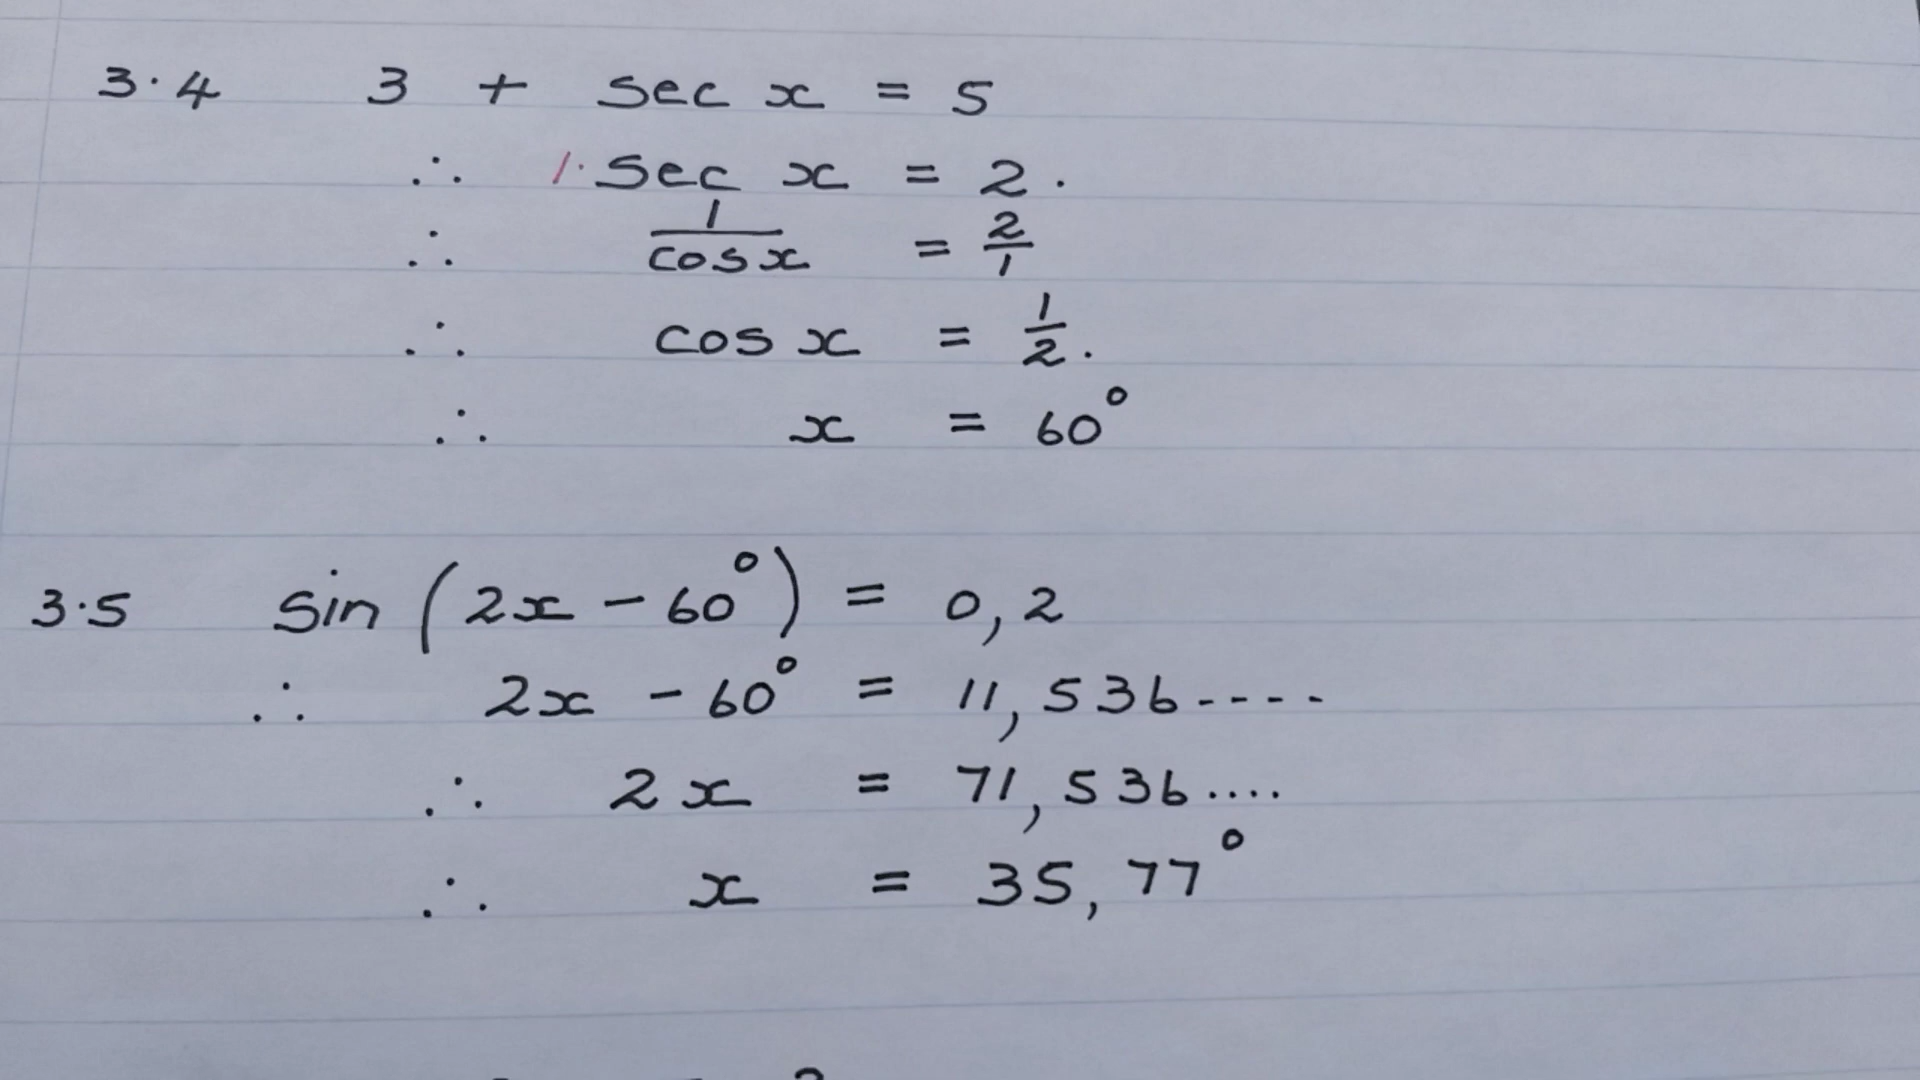 3.4 3 + sec x = 5
∴ 1. sec x = 2.
∴ 1/cos x = 2/1
∴ cos x = 1/2.
∴ x = 60°
3.5 sin (2x - 60°) = 0,2
∴ 2x - 60° = 11,536----
∴ 2x = 71,536....
∴ x = 35,77°